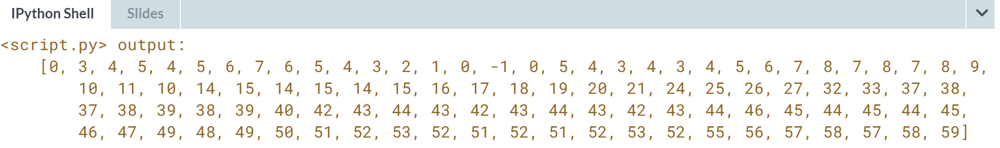 IPython Shell Slides
<script.py> output:
[0, 3, 4, 5, 4, 5, 6, 7, 6, 5, 4, 3, 2, 1, 0, -1, 0, 5, 4, 3, 4, 3, 4, 5, 6, 7, 8, 7, 8, 7, 8, 9,
10, 11, 10, 14, 15, 14, 15, 14, 15, 16, 17, 18, 19, 20, 21, 24, 25, 26, 27, 32, 33, 37, 38,
37, 38, 39, 38, 39, 40, 42, 43, 44, 43, 42, 43, 44, 43, 42, 43, 44, 46, 45, 44, 45, 44, 45,
46, 47, 49, 48, 49, 50, 51, 52, 53, 52, 51, 52, 51, 52, 53, 52, 55, 56, 57, 58, 57, 58, 59]